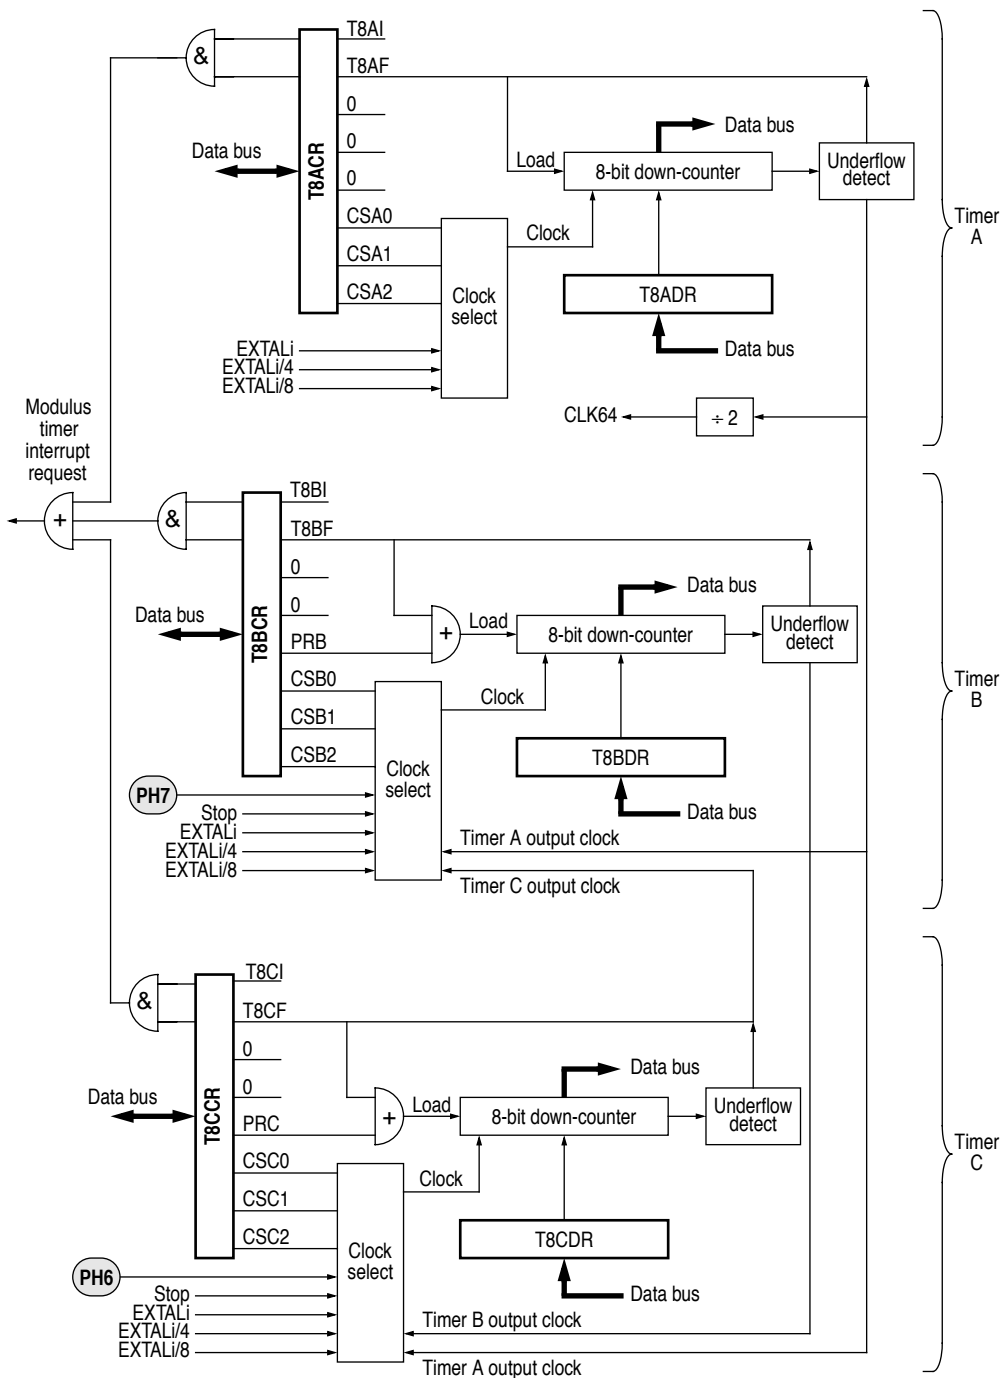 T8AI
&
T8AF
0
0
0
Data bus
T8ACR
CSA0
CSA1
CSA2
Clock
select
EXTALi
EXTALi/4
EXTALi/8
Load
Clock
8-bit down-counter
Data bus
Underflow
detect
T8ADR
Data bus
Timer
A
CLK64
÷ 2
Modulus
timer
interrupt
request
+
T8BI
&
T8BF
0
0
Data bus
T8BCR
PRB
CSB0
CSB1
CSB2
+
Load
Clock
8-bit down-counter
Data bus
Underflow
detect
T8BDR
Data bus
Timer
B
Clock
select
PH7
Stop
EXTALi
EXTALi/4
EXTALi/8
Timer A output clock
Timer C output clock
T8CI
&
T8CF
0
0
Data bus
T8CCR
PRC
CSC0
CSC1
CSC2
+
Load
Clock
8-bit down-counter
Data bus
Underflow
detect
T8CDR
Data bus
Timer
C
Clock
select
PH6
Stop
EXTALi
EXTALi/4
EXTALi/8
Timer B output clock
Timer A output clock